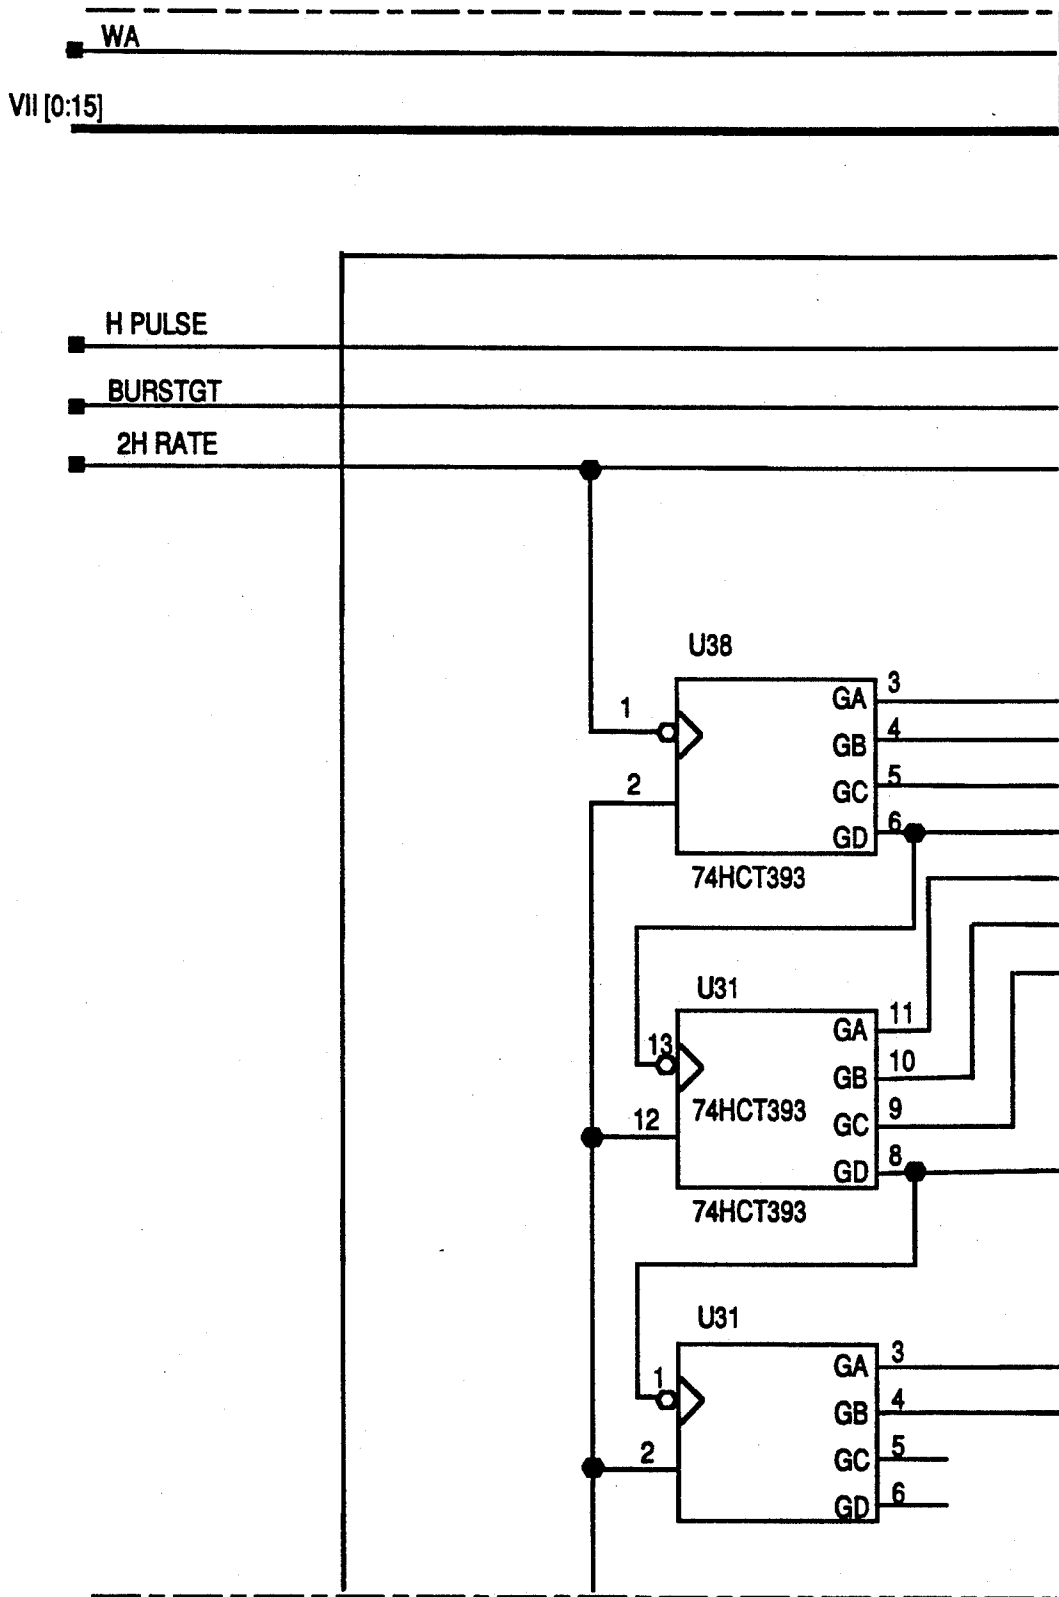 WA
VII [0:15]
H PULSE
BURSTGT
2H RATE
U38
1
2
GA 3
GB 4
GC 5
GD 6
74HCT393
U31
13
12
74HCT393
GA 11
GB 10
GC 9
GD 8
74HCT393
U31
1
2
GA 3
GB 4
GC 5
GD 6